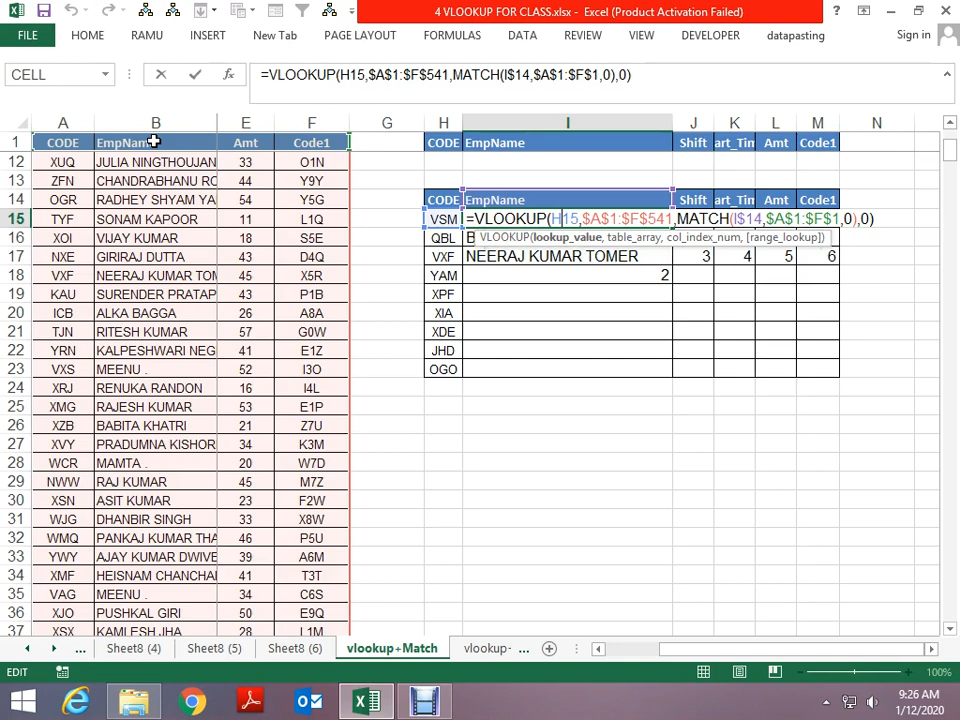 4 VLOOKUP FOR CLASS.xlsx - Excel (Product Activation Failed)
FILE HOME RAMU INSERT New Tab PAGE LAYOUT FORMULAS DATA REVIEW VIEW DEVELOPER datapasting Sign in
CELL =VLOOKUP(H15,$A$1:$F$541,MATCH(I$14,$A$1:$F$1,0),0)
A B E F G H I J K L M N
1 CODE EmpName Amt Code1 CODE EmpName Shift art_Tim Amt Code1
12 XUQ JULIA NINGTHOUJAN 33 O1N
13 ZFN CHANDRABHANU RO 44 Y9Y
14 OGR RADHEY SHYAM YA 54 Y5G CODE EmpName Shift art_Tim Amt Code1
15 TYF SONAM KAPOOR 11 L1Q VSM =VLOOKUP(H15,$A$1:$F$541,MATCH(I$14,$A$1:$F$1,0),0)
16 XOI VIJAY KUMAR 18 S5E QBL B VLOOKUP(lookup_value, table_array, col_index_num, [range_lookup])
17 NXE GIRIRAJ DUTTA 43 D4Q VXF NEERAJ KUMAR TOMER 3 4 5 6
18 VXF NEERAJ KUMAR TOM 45 X5R YAM 2
19 KAU SURENDER PRATAP 43 P1B XPF
20 ICB ALKA BAGGA 26 A8A XIA
21 TJN RITESH KUMAR 57 G0W XDE
22 YRN KALPESHWARI NEG 41 E1Z JHD
23 VXS MEENU . 52 I3O OGO
24 XRJ RENUKA RANDON 16 I4L
25 XMG RAJESH KUMAR 53 E1P
26 XZB BABITA KHATRI 21 Z7U
27 XVY PRADUMNA KISHOR 34 K3M
28 WCR MAMTA . 20 W7D
29 NWW RAJ KUMAR 45 M7Z
30 XSN ASIT KUMAR 23 F2W
31 WJG DHANBIR SINGH 33 X8W
32 WMQ PANKAJ KUMAR THA 46 P5U
33 YWY AJAY KUMAR DWIVE 39 A6M
34 XMF HEISNAM CHANCHAI 41 T3T
35 VAG MEENU . 34 C6S
36 XJO PUSHKAL GIRI 50 E9Q
37 XSX KAMLESH JHA 28 L1M
... Sheet8 (4) Sheet8 (5) Sheet8 (6) vlookup+Match vlookup- ...
EDIT 100%
9:26 AM
1/12/2020